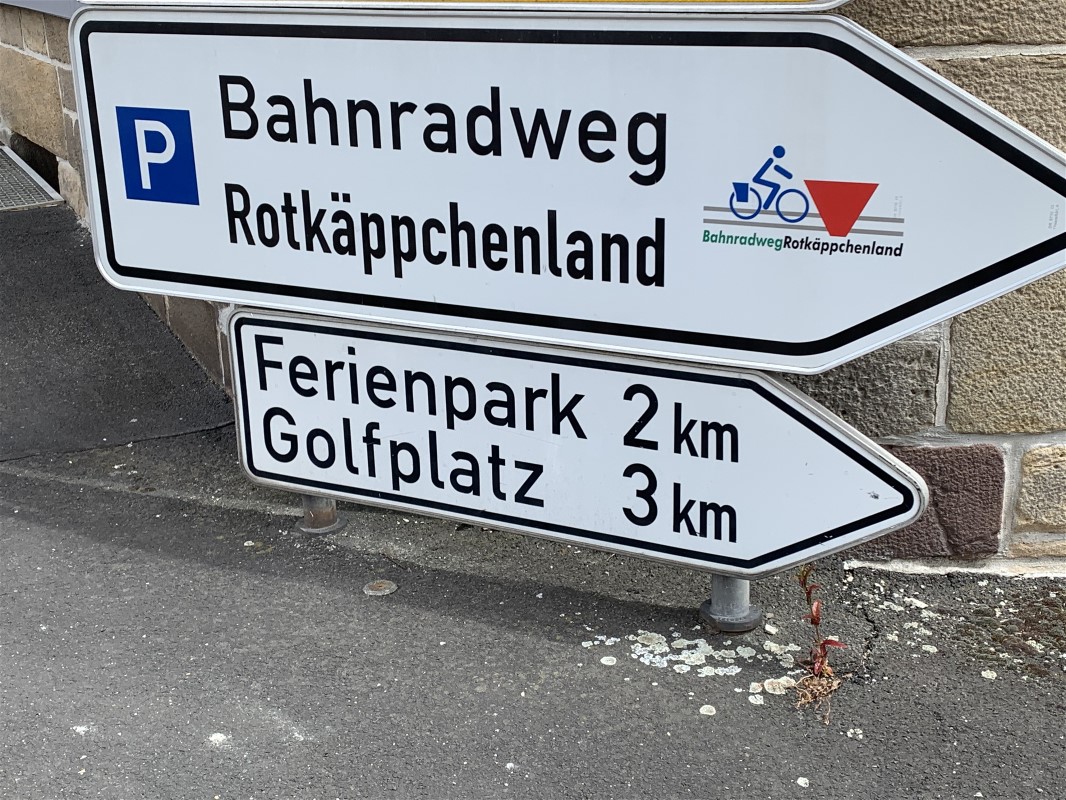 P
Bahnradweg
Rotkäppchenland
BahnradwegRotkäppchenland
Ferienpark 2 km
Golfplatz 3 km